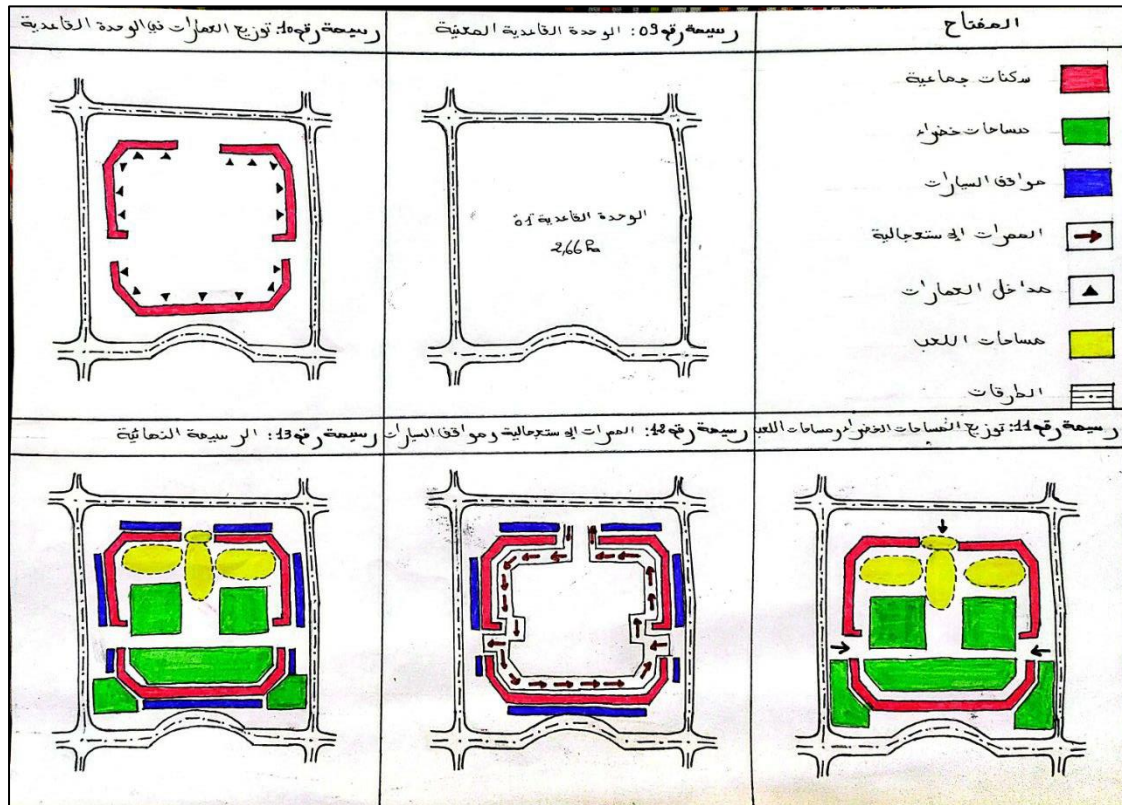 المفتاح
سكنات جماعية
مساحات خضراء
مواقف السيارات
الممرات الإستعجالية
مداخل العمارات
مساحات اللعب
الطرقات
رسيمة رقم 09: الوحدة القاعدية المعنية
الوحدة القاعدية 01
2,66 ha
رسيمة رقم 10: توزيع العمارات في الوحدة القاعدية
رسيمة رقم 11: توزيع المساحات الخضراء ومساحات اللعب
رسيمة رقم 12: الممرات الإستعجالية ومواقف السيارات
رسيمة رقم 13: الرسيمة النهائية